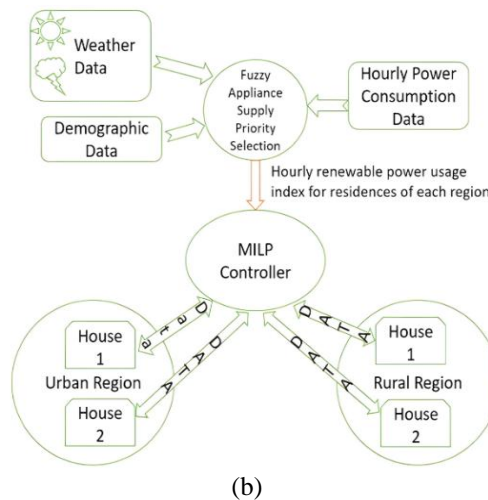 Weather
Data
Fuzzy
Appliance
Supply
Priority
Selection
Hourly Power
Consumption
Data
Demographic
Data
Hourly renewable power usage
index for residences of each region
MILP
Controller
Data
DATA
DATA
DATA
House
1
Urban Region
House
2
House
1
Rural Region
House
2
(b)